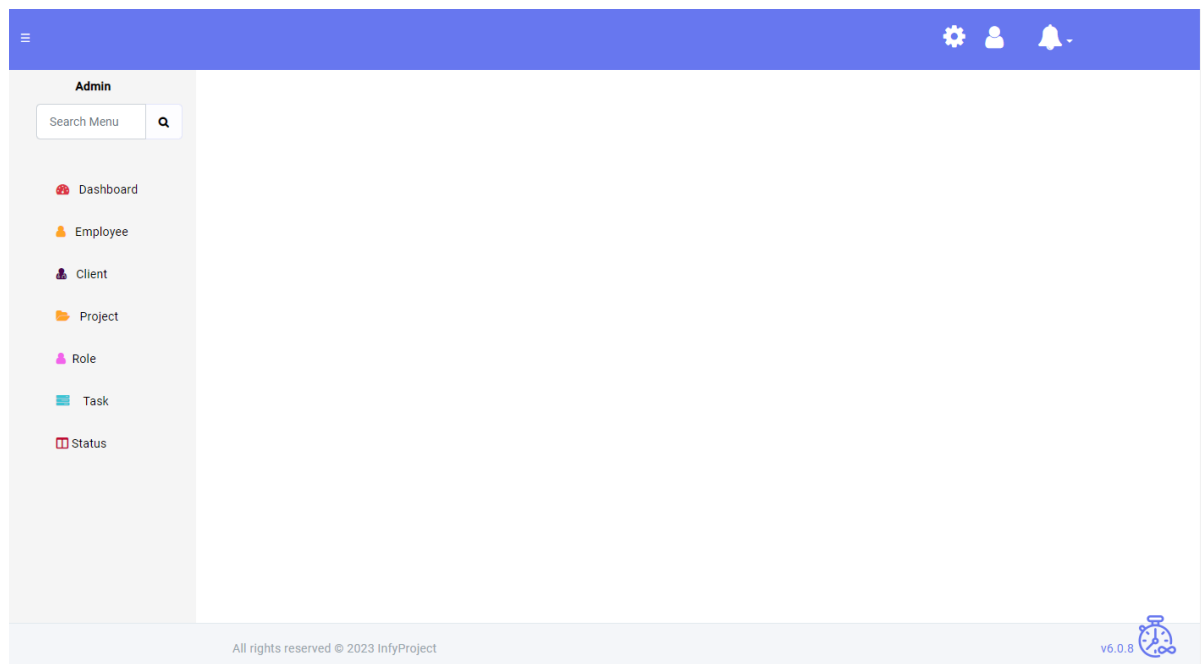 Admin
Search Menu
Dashboard
Employee
Client
Project
Role
Task
Status
All rights reserved © 2023 InfyProject
v6.0.8